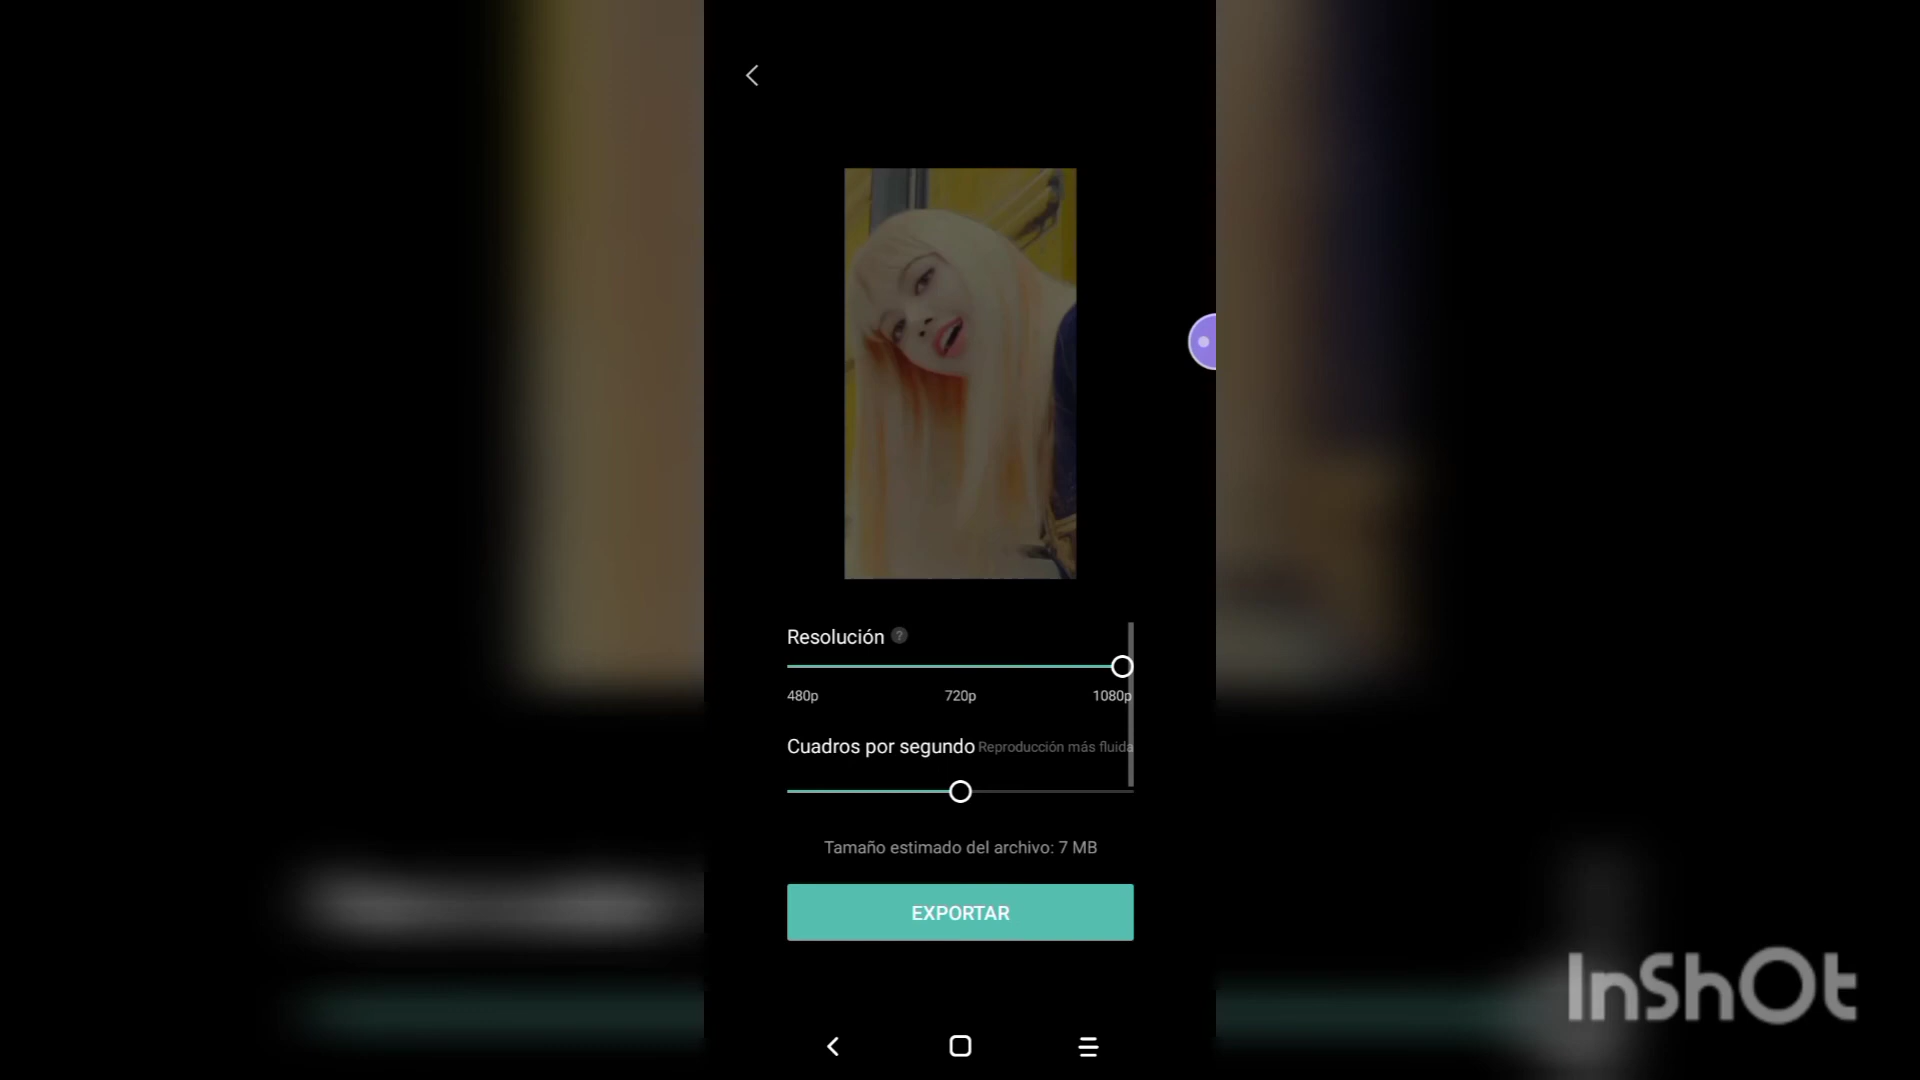 Resolución ?
480p 720p 1080p
Cuadros por segundo Reproducción más fluida
Tamaño estimado del archivo: 7 MB
EXPORTAR
InShOt